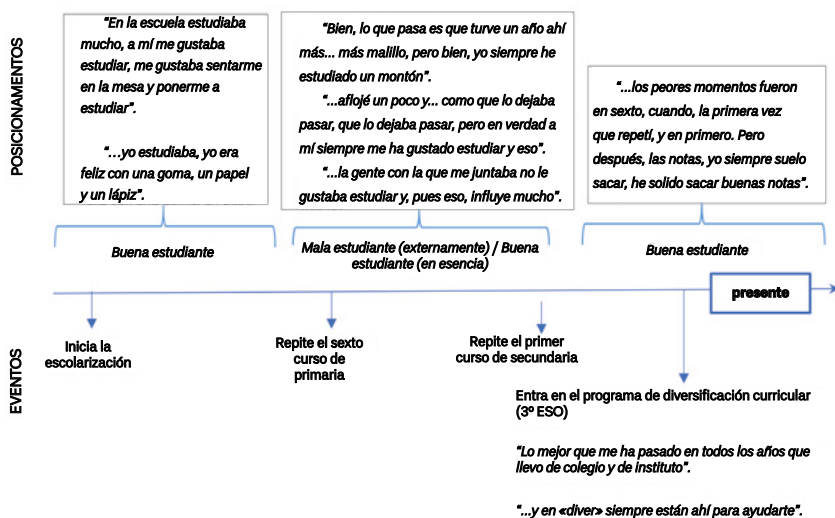 POSICIONAMENTOS
“En la escuela estudiaba
mucho, a mí me gustaba
estudiar, me gustaba sentarme
en la mesa y ponerme a
estudiar”.
“…yo estudiaba, yo era
feliz con una goma, un papel
y un lápiz”.
“Bien, lo que pasa es que turve un año ahí
más... más malillo, pero bien, yo siempre he
estudiado un montón”.
“...aflojé un poco y... como que lo dejaba
pasar, que lo dejaba pasar, pero en verdad a
mí siempre me ha gustado estudiar y eso”.
“...la gente con la que me juntaba no le
gustaba estudiar y, pues eso, influye mucho”.
“...los peores momentos fueron
en sexto, cuando, la primera vez
que repetí, y en primero. Pero
después, las notas, yo siempre suelo
sacar, he solido sacar buenas notas”.
Buena estudiante
Mala estudiante (externamente) / Buena
estudiante (en esencia)
Buena estudiante
presente
EVENTOS
Inicia la
escolarización
Repite el sexto
curso de
primaria
Repite el primer
curso de secundaria
Entra en el programa de diversificación curricular
(3º ESO)
“Lo mejor que me ha pasado en todos los años que
llevo de colegio y de instituto”.
“...y en «diver» siempre están ahí para ayudarte”.